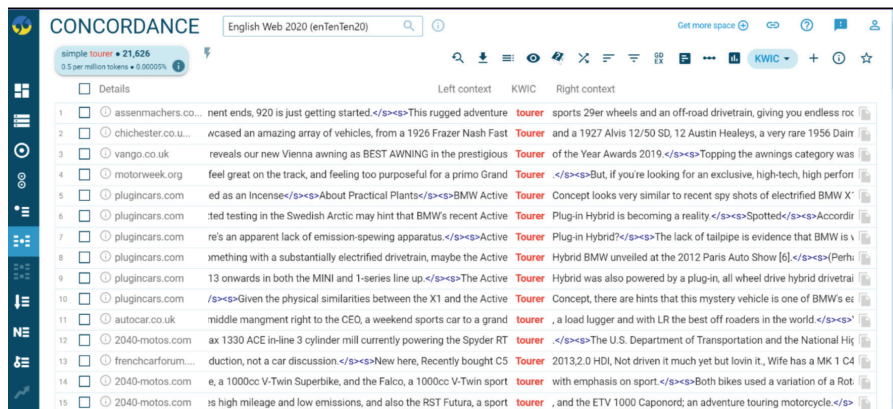 CONCORDANCE English Web 2020 (enTenTen20) Get more space
simple tourer • 21,626
0.5 per million tokens • 0.00005%
GD
EX
KWIC
Details Left context KWIC Right context
1 assenmachers.co... nent ends, 920 is just getting started.</s><s>This rugged adventure tourer sports 29er wheels and an off-road drivetrain, giving you endless
2 chichester.co.u... wcased an amazing array of vehicles, from a 1926 Frazer Nash Fast Tourer and a 1927 Alvis 12/50 SD, 12 Austin Healeys, a very rare 1956 Daim
3 vango.co.uk reveals our new Vienna awning as BEST AWNING in the prestigious Tourer of the Year Awards 2019.</s><s>Topping the awnings category was
4 motorweek.org feel great on the track, and feeling too purposeful for a primo Grand Tourer .</s><s>But, if you're looking for an exclusive, high-tech, high perform
5 plugincars.com ed as an Incense</s><s>About Practical Plants</s><s>BMW Active Tourer Concept looks very similar to recent spy shots of electrified BMW X1
6 plugincars.com ted testing in the Swedish Arctic may hint that BMW's recent Active Tourer Plug-in Hybrid is becoming a reality.</s><s>Spotted</s><s>Accordin
7 plugincars.com re's an apparent lack of emission-spewing apparatus.</s><s>Active Tourer Plug-in Hybrid?</s><s>The lack of tailpipe is evidence that BMW is
8 plugincars.com omething with a substantially electrified drivetrain, maybe the Active Tourer Hybrid BMW unveiled at the 2012 Paris Auto Show [6].</s><s>(Perha
9 plugincars.com 13 onwards in both the MINI and 1-series line up.</s><s>The Active Tourer Hybrid was also powered by a plug-in, all wheel drive hybrid drivetrai
10 plugincars.com /s><s>Given the physical similarities between the X1 and the Active Tourer Concept, there are hints that this mystery vehicle is one of BMW's ea
11 autocar.co.uk middle mangment right to the CEO, a weekend sports car to a grand tourer , a load lugger and with LR the best off roaders in the world.</s><s>
12 2040-motos.com ax 1330 ACE in-line 3 cylinder mill currently powering the Spyder RT tourer .</s><s>The U.S. Department of Transportation and the National Hig
13 frenchcarforum.... duction, not a car discussion.</s><s>New here, Recently bought C5 Tourer 2013,2.0 HDI, Not driven it much yet but lovin it., Wife has a MK 1 C4
14 2040-motos.com e, a 1000cc V-Twin Superbike, and the Falco, a 1000cc V-Twin sport tourer with emphasis on sport.</s><s>Both bikes used a variation of a Rot
15 2040-motos.com es high mileage and low emissions, and also the RST Futura, a sport tourer , and the ETV 1000 Caponord; an adventure touring motorcycle.</s>